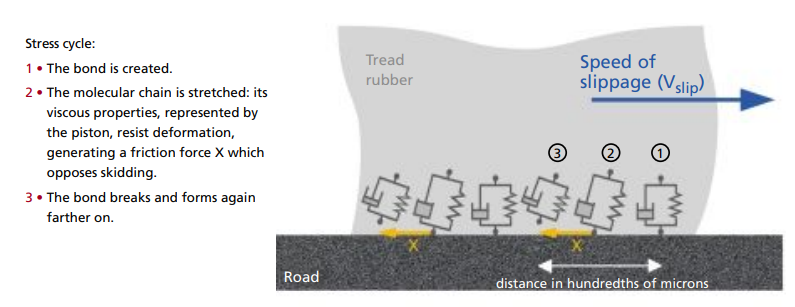 Stress cycle:
1 • The bond is created.
2 • The molecular chain is stretched: its
viscous properties, represented by
the piston, resist deformation,
generating a friction force X which
opposes skidding.
3 • The bond breaks and forms again
farther on.
Tread
rubber
Speed of
slippage (Vslip)
3
2
1
X
X
Road
distance in hundredths of microns